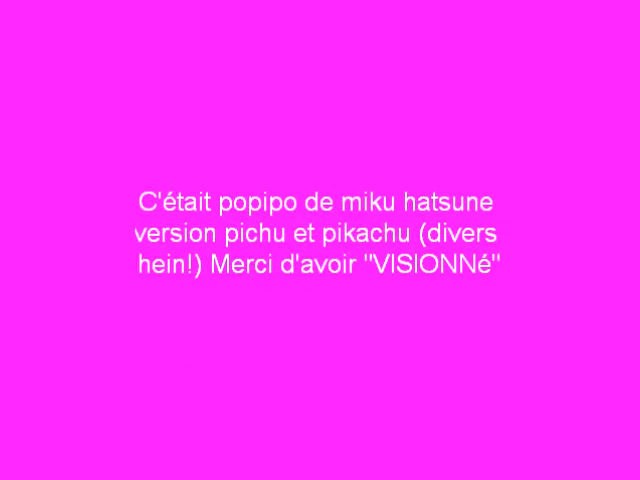 C'était popipo de miku hatsune
version pichu et pikachu (divers
hein!) Merci d'avoir "VISIONNé"